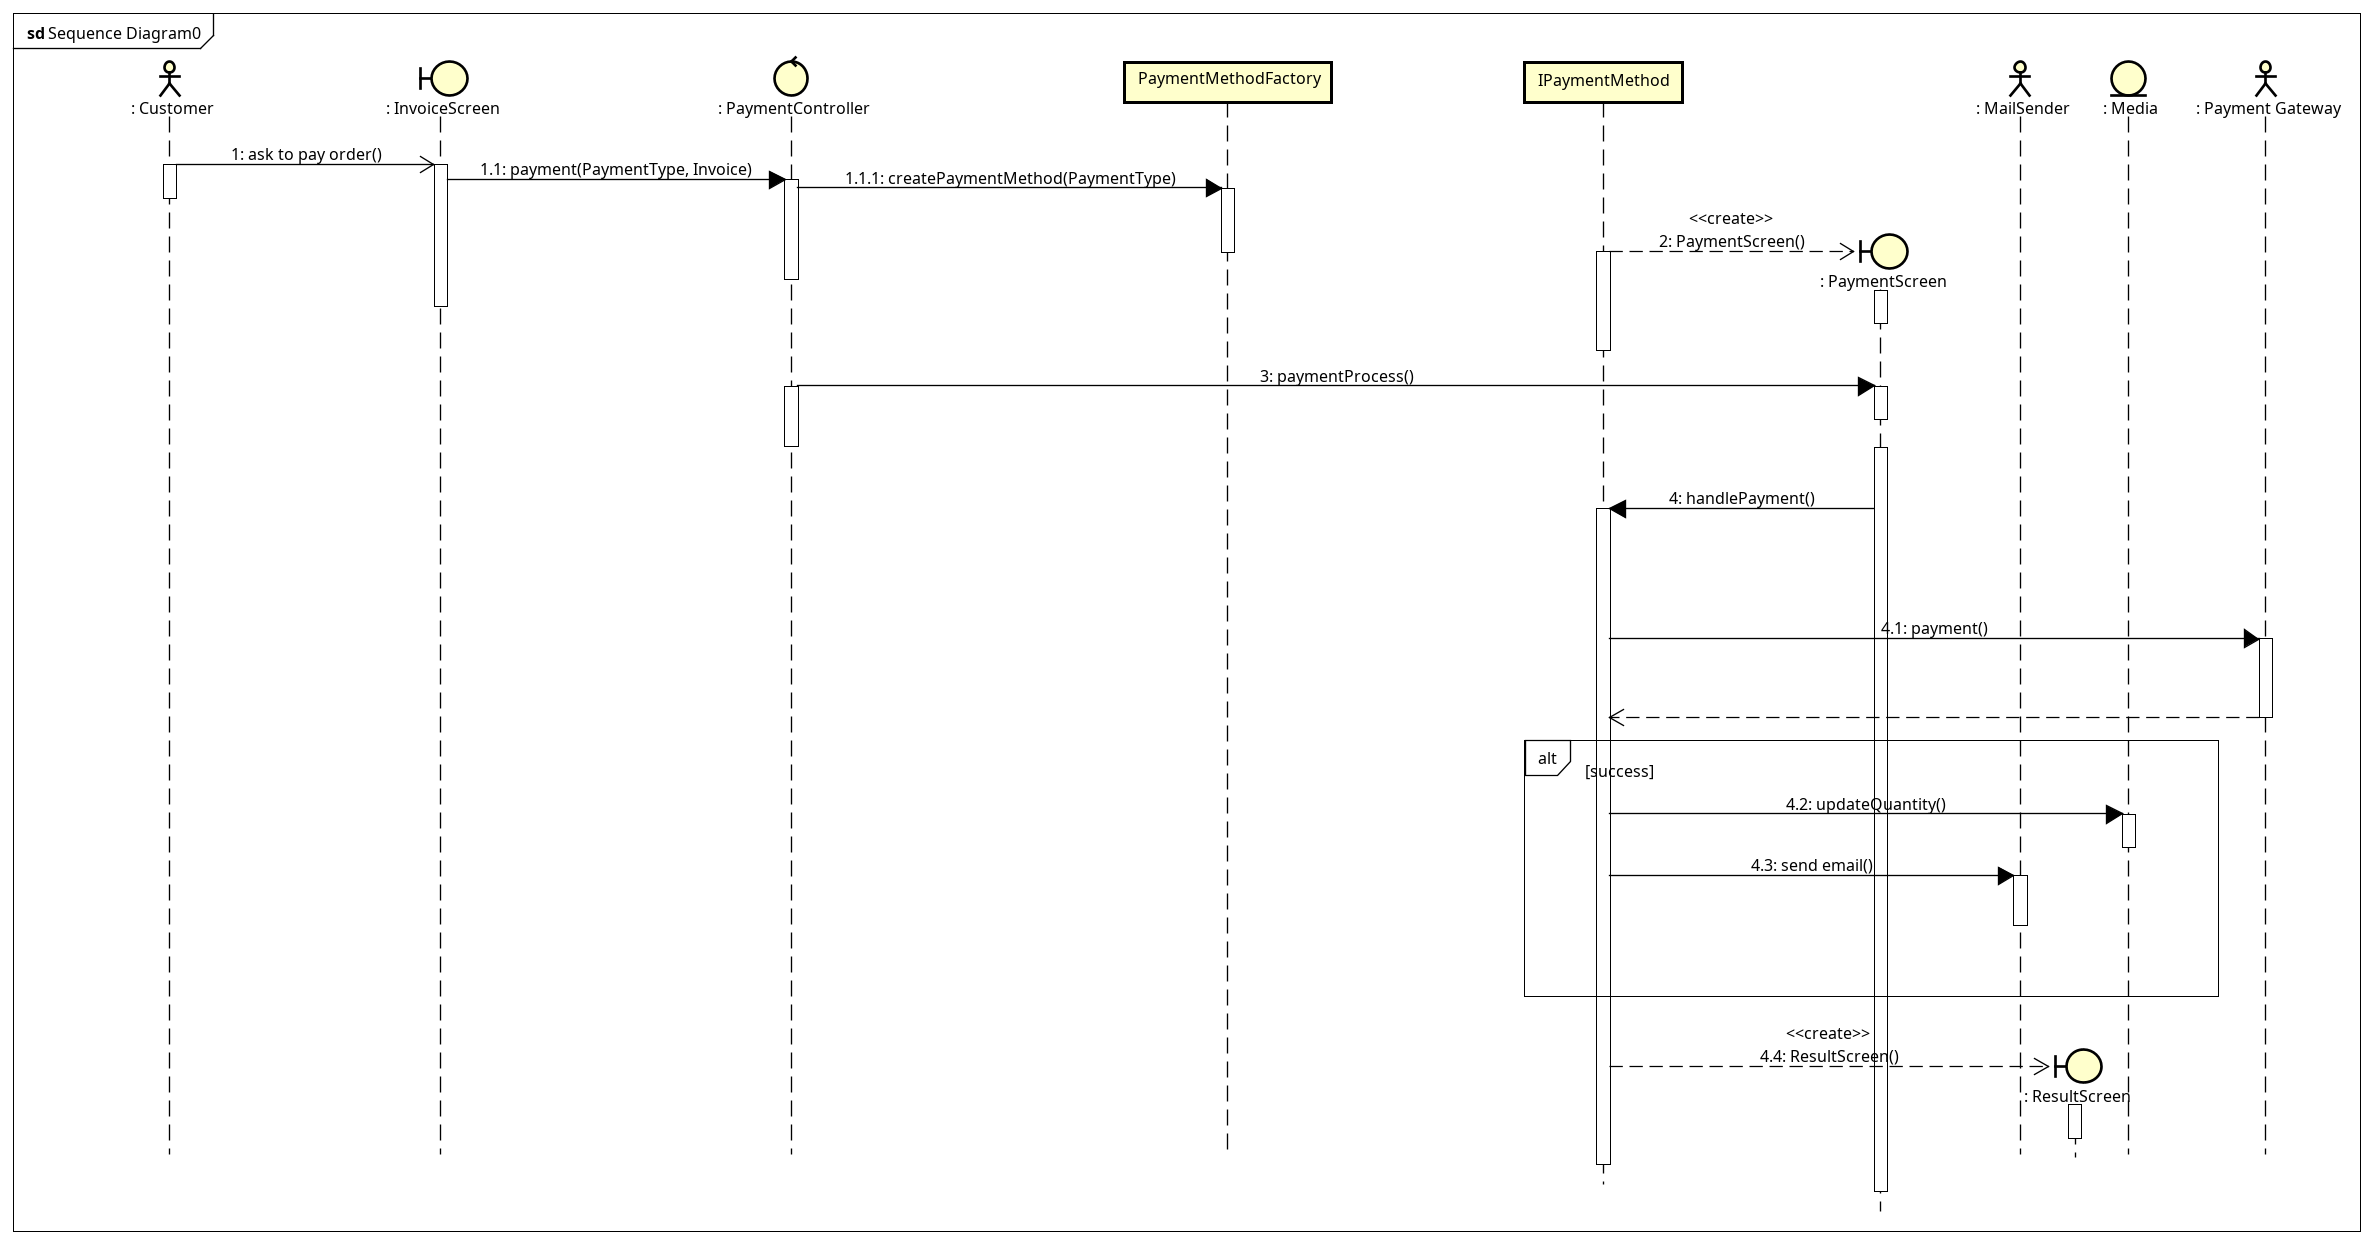 sd Sequence Diagram0
: Customer
: InvoiceScreen
: PaymentController
PaymentMethodFactory
IPaymentMethod
: MailSender
: Media
: Payment Gateway
1: ask to pay order()
1.1: payment(PaymentType, Invoice)
1.1.1: createPaymentMethod(PaymentType)
<<create>>
2: PaymentScreen()
: PaymentScreen
3: paymentProcess()
4: handlePayment()
4.1: payment()
alt
[success]
4.2: updateQuantity()
4.3: send email()
<<create>>
4.4: ResultScreen()
: ResultScreen